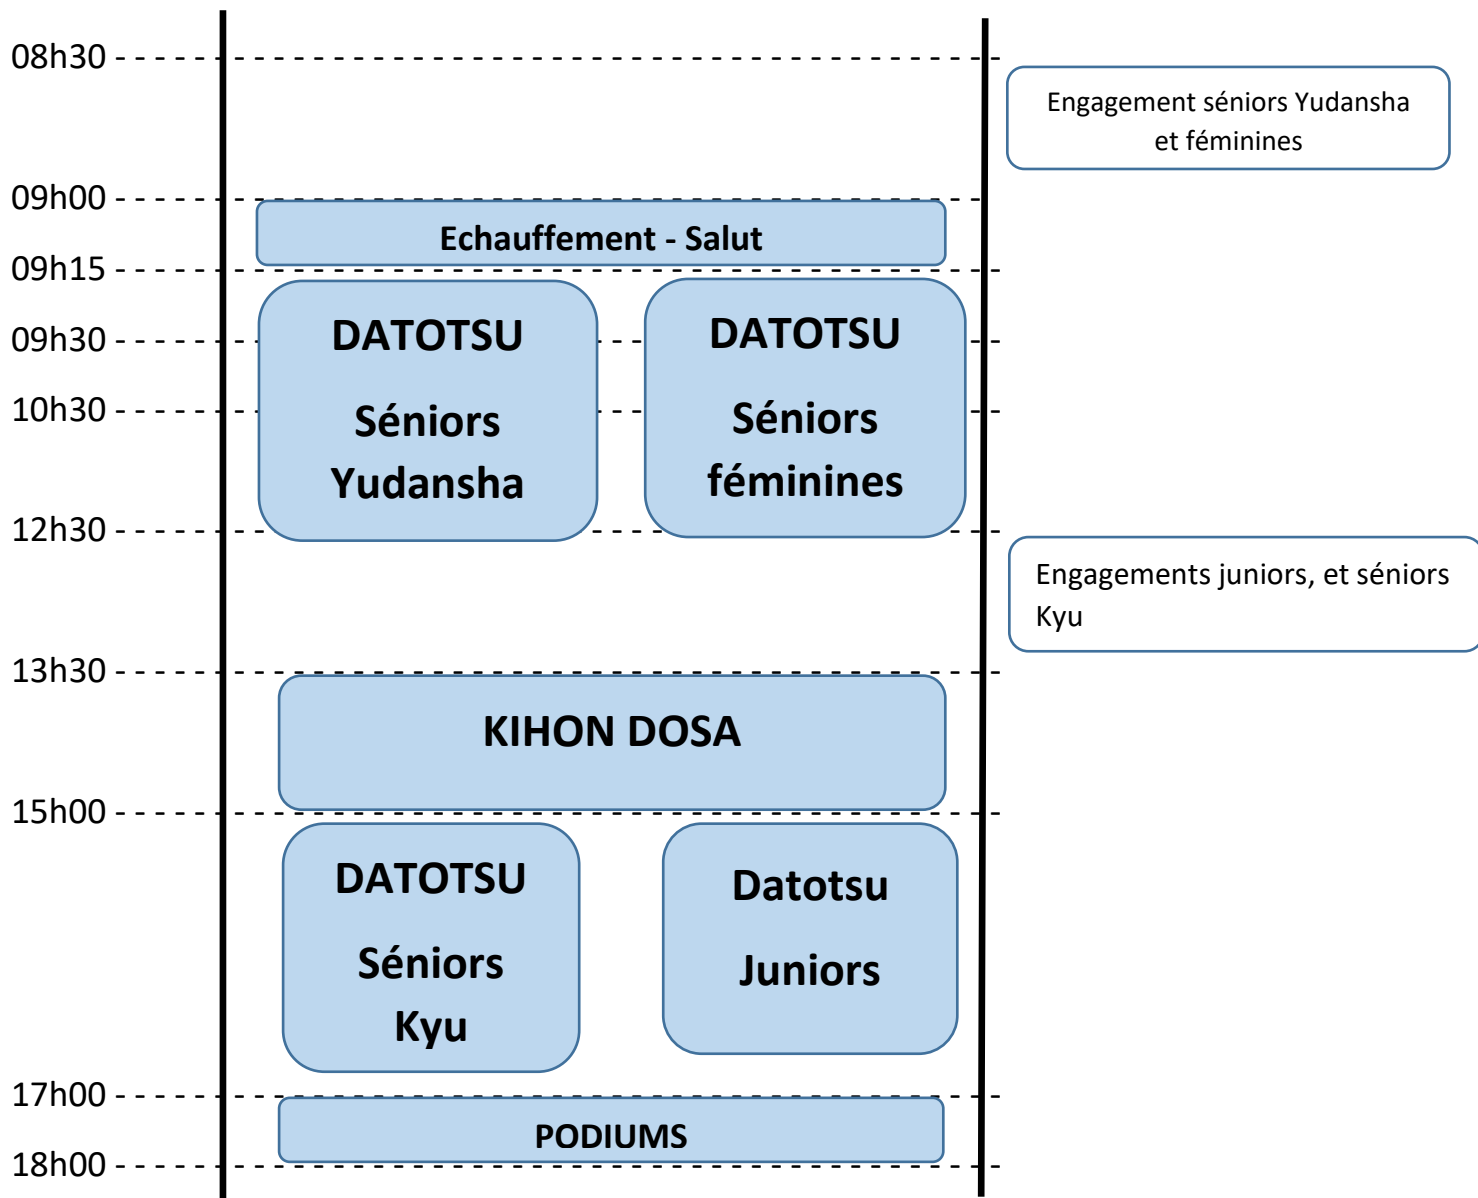 08h30
Engagement séniors Yudansha
et féminines
09h00
Echauffement - Salut
09h15
DATOTSU
Séniors
Yudansha
DATOTSU
Séniors
féminines
09h30
10h30
12h30
Engagements juniors, et séniors
Kyu
13h30
KIHON DOSA
15h00
DATOTSU
Séniors
Kyu
Datotsu
Juniors
17h00
PODIUMS
18h00